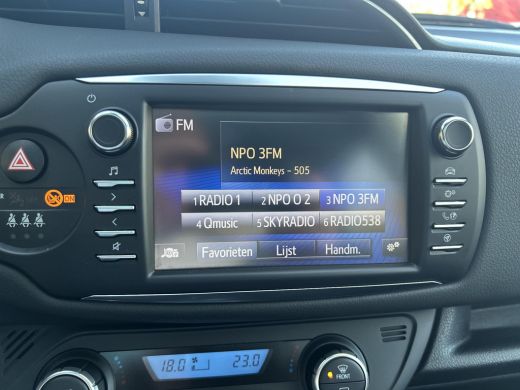 FM
NPO 3FM
Arctic Monkeys - 505
1 RADIO 1 2 NPO O 2 3 NPO 3FM
4 Qmusic 5 SKYRADIO 6 RADIO538
Favorieten Lijst Handm.
ON
18.0 23.0
FRONT